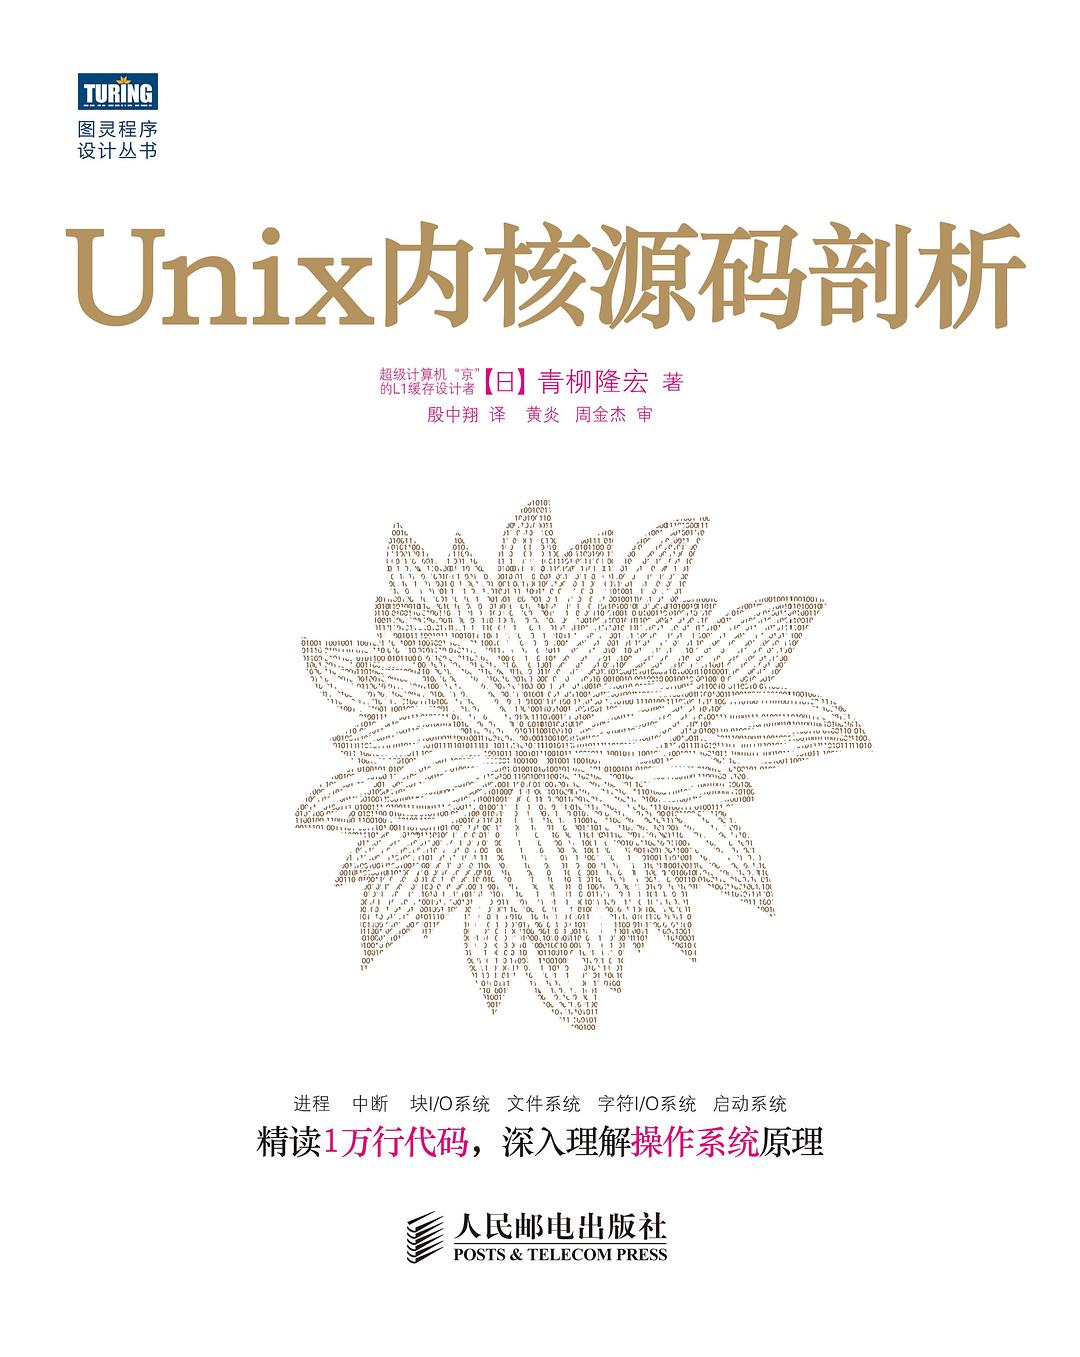 TURING
图灵程序
设计丛书
Unix内核源码剖析
超级计算机“京”
的L1缓存设计者
【日】青柳隆宏 著
殷中翔 译 黄炎 周金杰 审
进程 中断 块I/O系统 文件系统 字符I/O系统 启动系统
精读1万行代码，深入理解操作系统原理
人民邮电出版社
POSTS & TELECOM PRESS